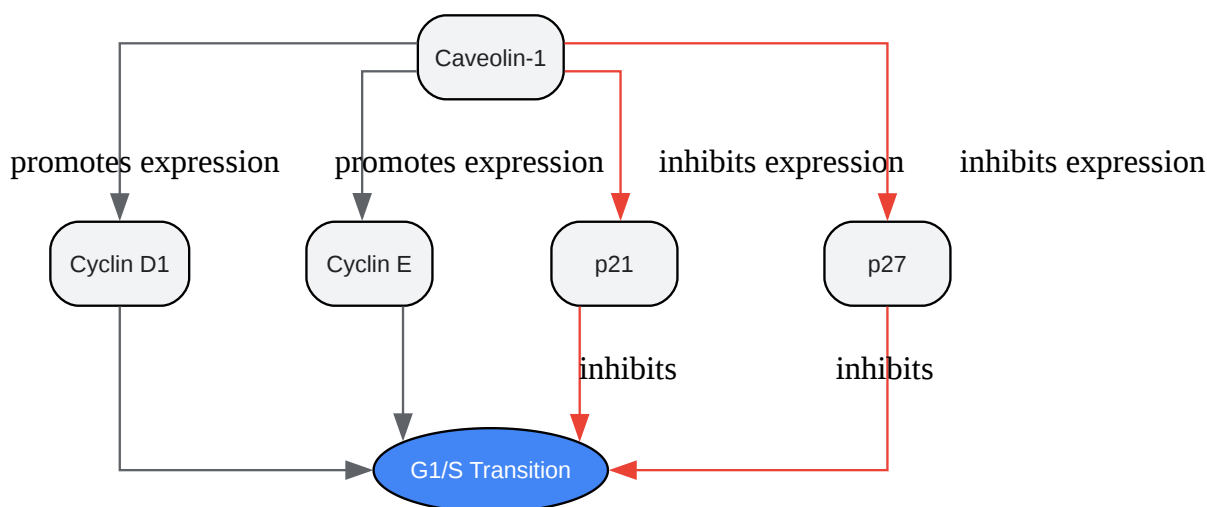 Caveolin-1
promotes expression
promotes expression
inhibits expression
inhibits expression
Cyclin D1
Cyclin E
p21
p27
inhibits
inhibits
G1/S Transition